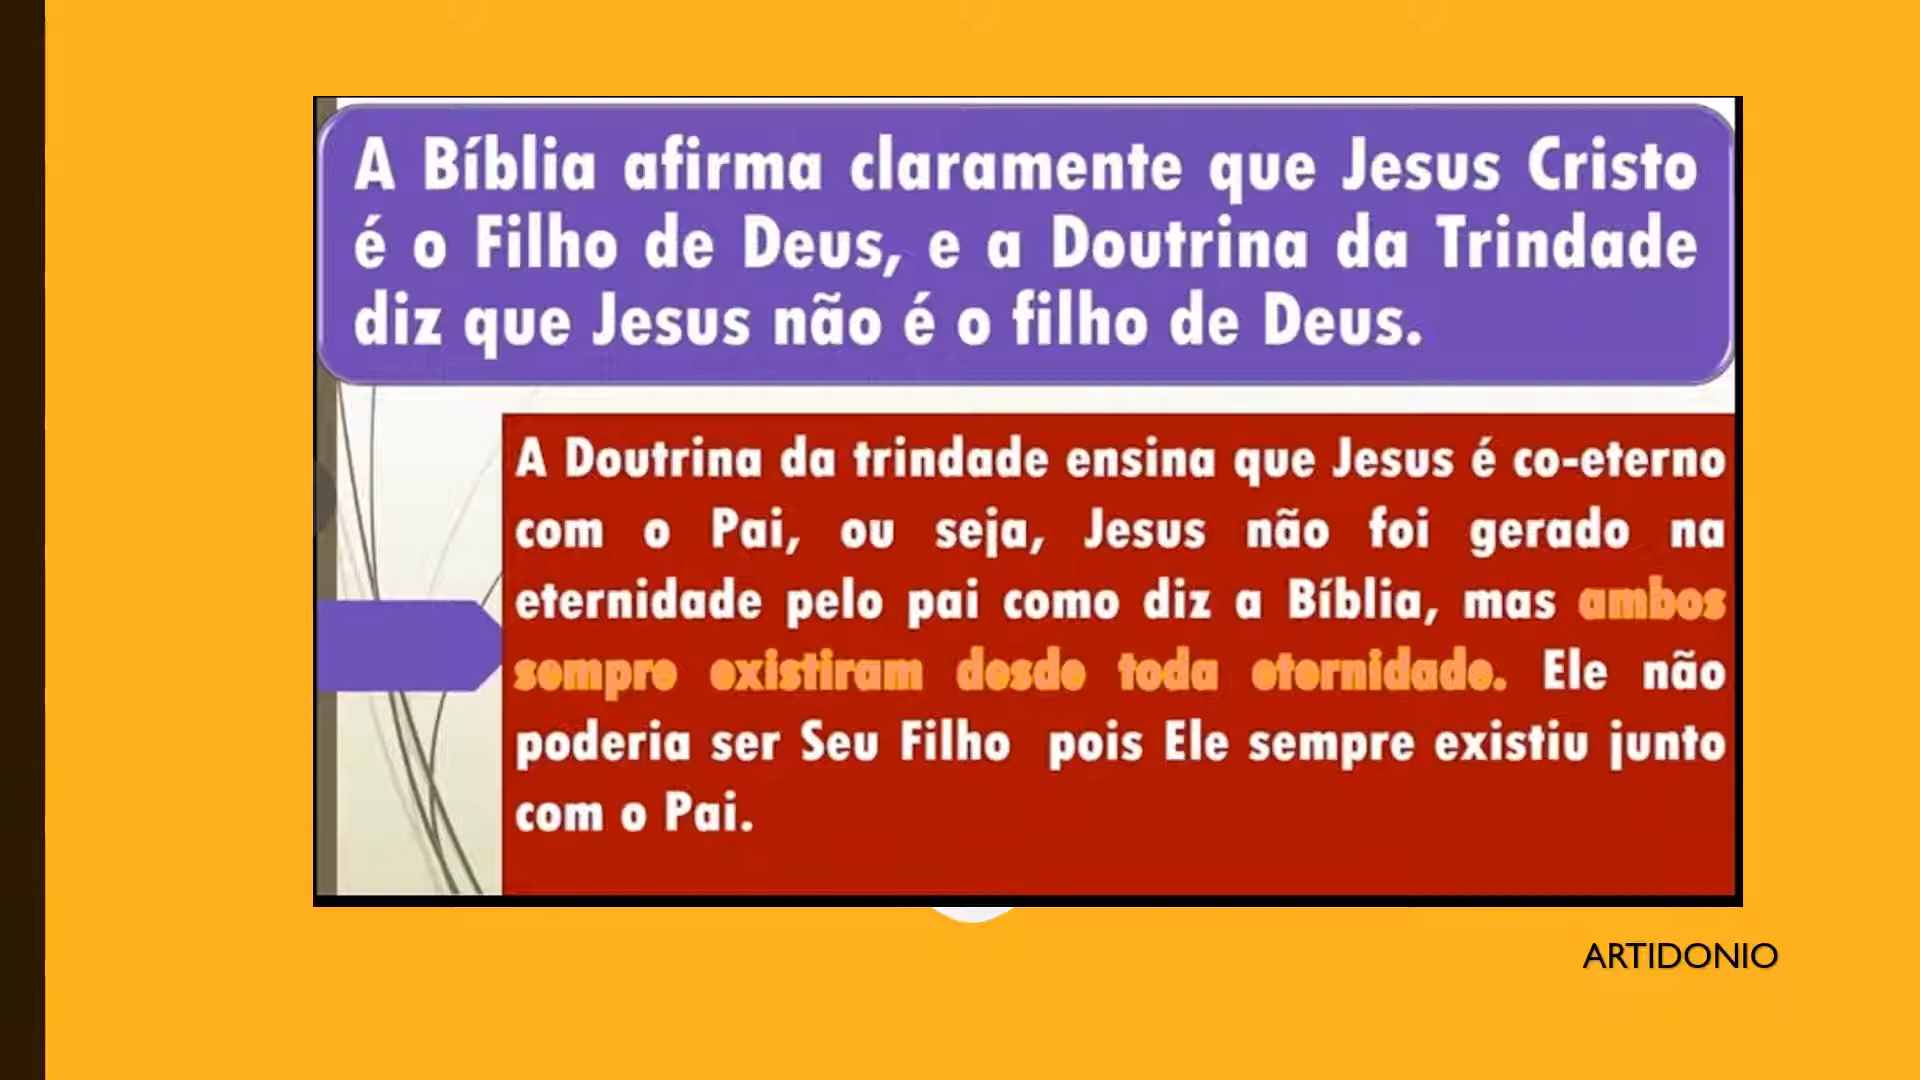 A Bíblia afirma claramente que Jesus Cristo
é o Filho de Deus, e a Doutrina da Trindade
diz que Jesus não é o filho de Deus.
A Doutrina da trindade ensina que Jesus é co-eterno
com o Pai, ou seja, Jesus não foi gerado na
eternidade pelo pai como diz a Bíblia, mas ambos
sempre existiram desde toda eternidade. Ele não
poderia ser Seu Filho pois Ele sempre existiu junto
com o Pai.
ARTIDONIO